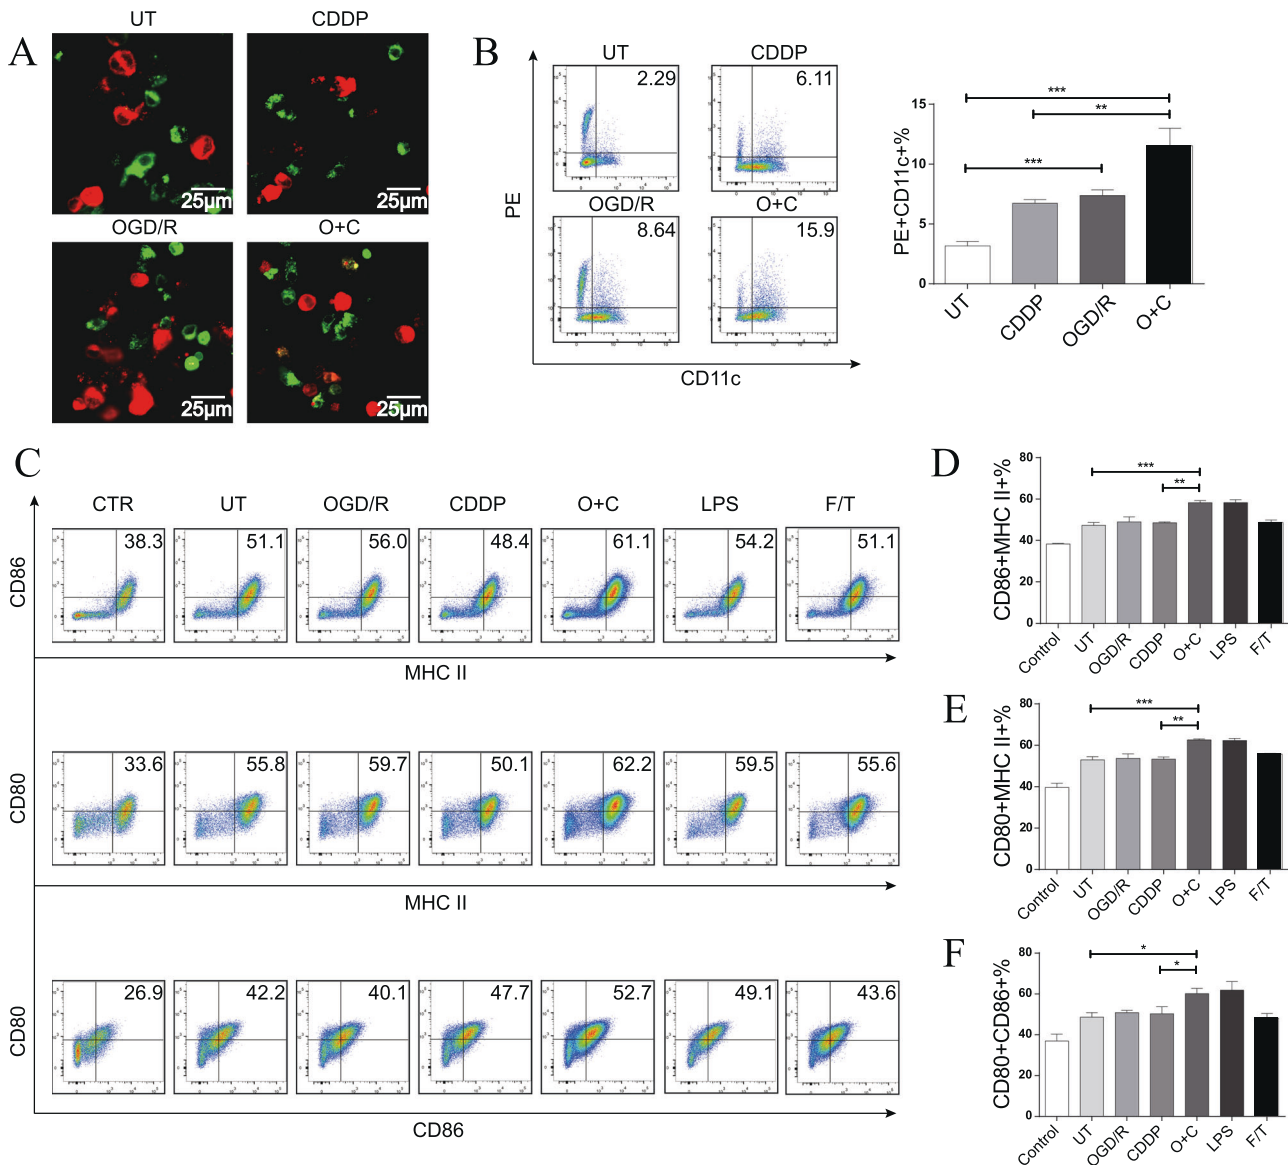 A
UT
CDDP
25μm
25μm
OGD/R
O+C
25μm
25μm
B
UT
CDDP
2.29
6.11
OGD/R
O+C
8.64
15.9
PE
CD11c
***
**
***
15
10
5
0
PE+CD11c+%
UT
CDDP
OGD/R
O+C
C
CTR
UT
OGD/R
CDDP
O+C
LPS
F/T
CD86
38.3
51.1
56.0
48.4
61.1
54.2
51.1
MHC II
CD80
33.6
55.8
59.7
50.1
62.2
59.5
55.6
MHC II
CD80
26.9
42.2
40.1
47.7
52.7
49.1
43.6
CD86
D
***
**
80
60
40
20
0
CD86+MHC II+%
Control
UT
OGD/R
CDDP
O+C
LPS
F/T
E
***
**
80
60
40
20
0
CD80+MHC II+%
Control
UT
OGD/R
CDDP
O+C
LPS
F/T
F
*
*
80
60
40
20
0
CD80+CD86+%
Control
UT
OGD/R
CDDP
O+C
LPS
F/T